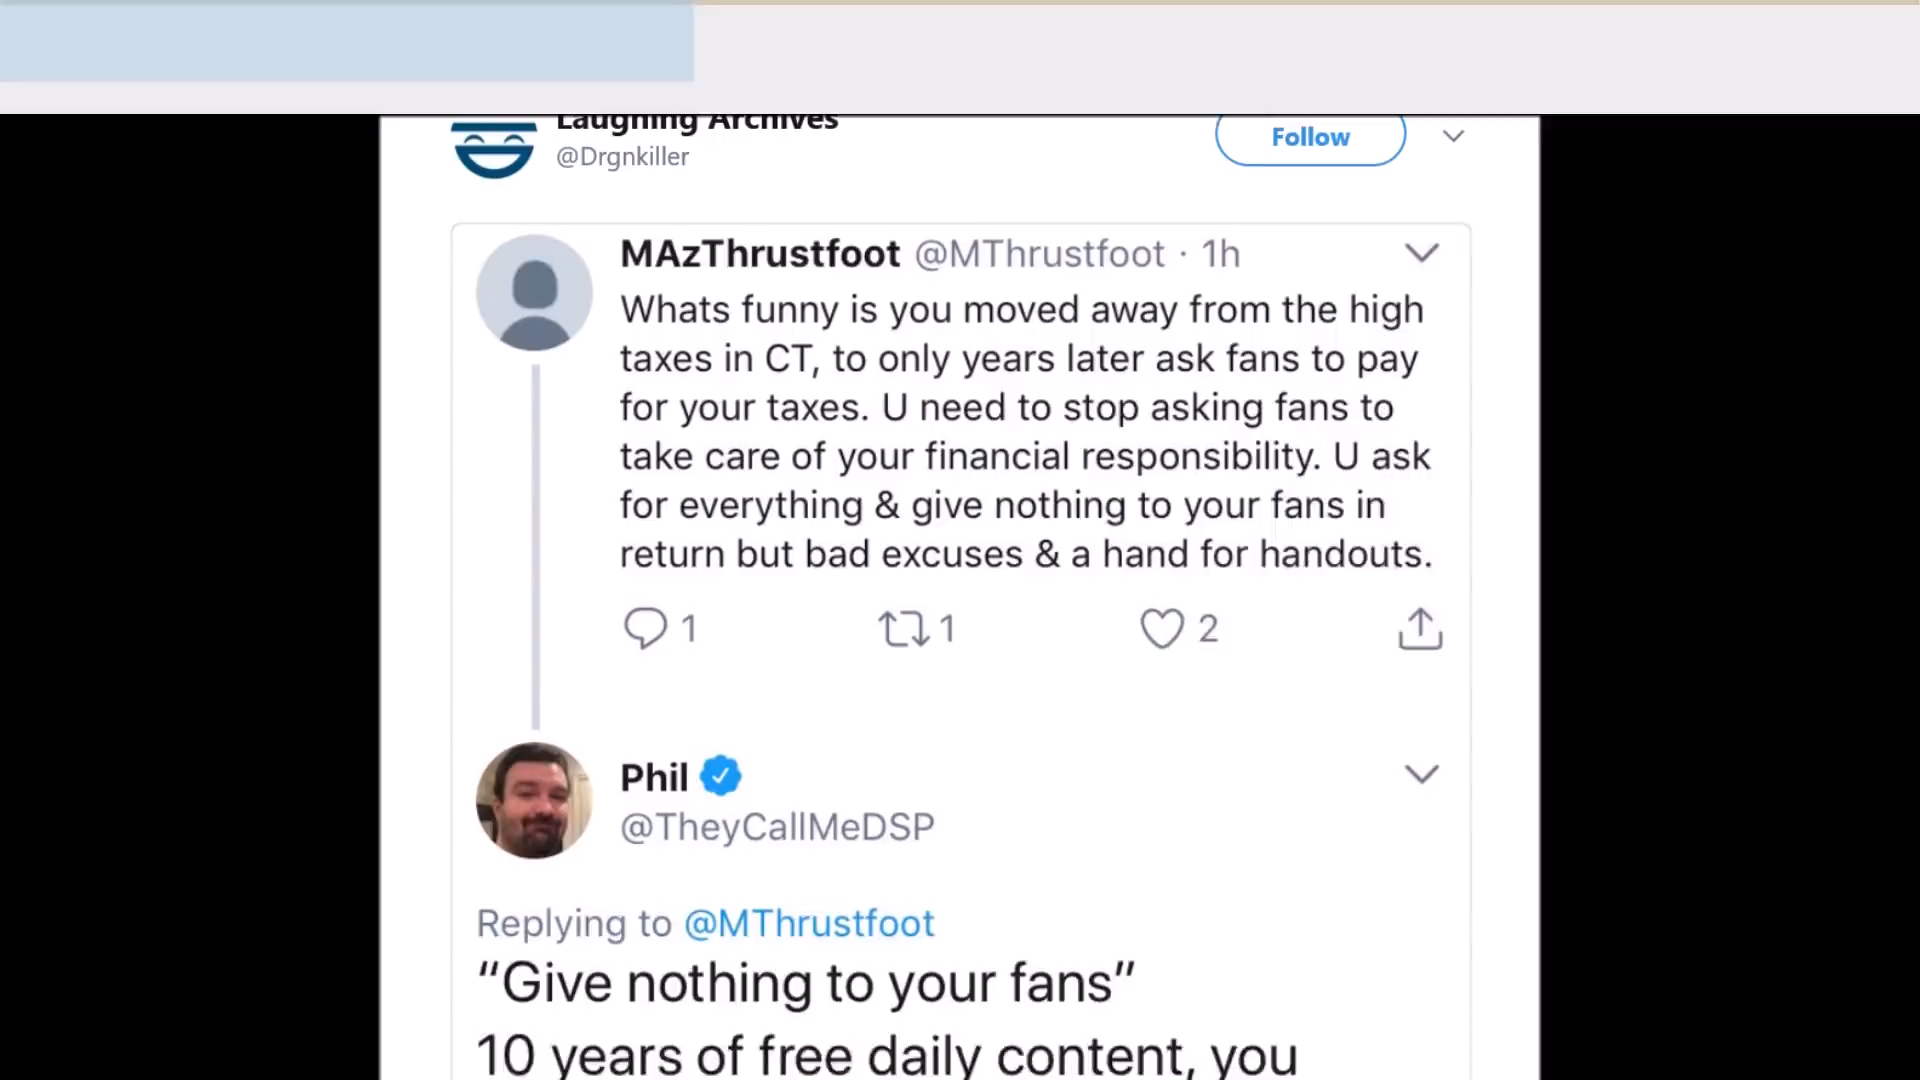 Laughing Archives
@Drgnkiller
Follow
MAzThrustfoot @MThrustfoot · 1h
Whats funny is you moved away from the high
taxes in CT, to only years later ask fans to pay
for your taxes. U need to stop asking fans to
take care of your financial responsibility. U ask
for everything & give nothing to your fans in
return but bad excuses & a hand for handouts.
1 1 2
Phil
@TheyCallMeDSP
Replying to @MThrustfoot
“Give nothing to your fans”
10 years of free daily content, you